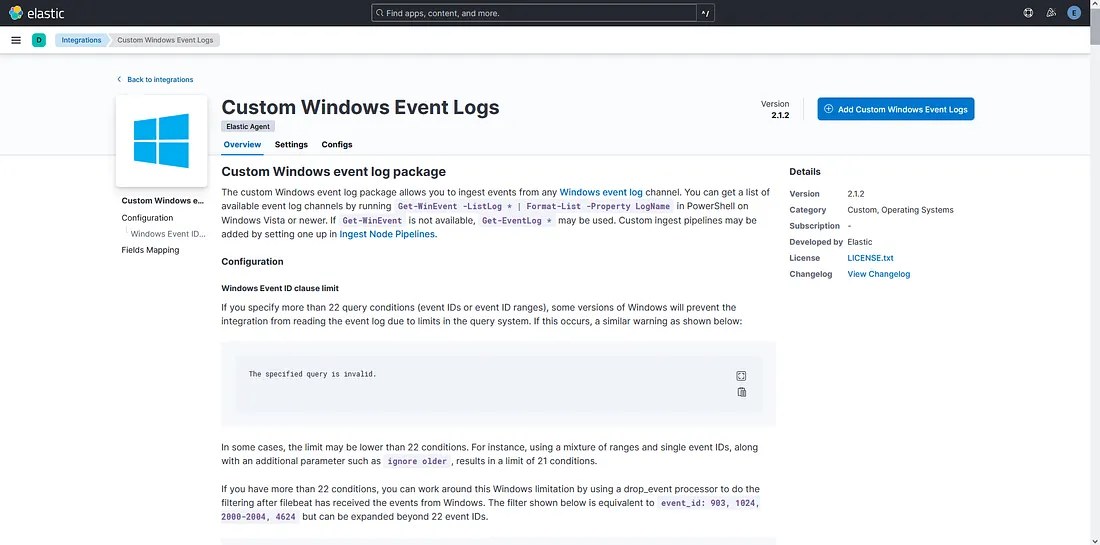 elastic
Find apps, content, and more.
^/
E
D
Integrations
Custom Windows Event Logs
Back to integrations
Custom Windows Event Logs
Elastic Agent
Version
2.1.2
Add Custom Windows Event Logs
Overview
Settings
Configs
Custom Windows e...
Configuration
Windows Event ID...
Fields Mapping
Custom Windows event log package
The custom Windows event log package allows you to ingest events from any Windows event log channel. You can get a list of
available event log channels by running Get-WinEvent -ListLog * | Format-List -Property LogName in PowerShell on
Windows Vista or newer. If Get-WinEvent is not available, Get-EventLog * may be used. Custom ingest pipelines may be
added by setting one up in Ingest Node Pipelines.
Configuration
Windows Event ID clause limit
If you specify more than 22 query conditions (event IDs or event ID ranges), some versions of Windows will prevent the
integration from reading the event log due to limits in the query system. If this occurs, a similar warning as shown below:
The specified query is invalid.
In some cases, the limit may be lower than 22 conditions. For instance, using a mixture of ranges and single event IDs, along
with an additional parameter such as ignore older, results in a limit of 21 conditions.
If you have more than 22 conditions, you can work around this Windows limitation by using a drop_event processor to do the
filtering after filebeat has received the events from Windows. The filter shown below is equivalent to event_id: 903, 1024,
2000-2004, 4624 but can be expanded beyond 22 event IDs.
Details
Version 2.1.2
Category Custom, Operating Systems
Subscription -
Developed by Elastic
License LICENSE.txt
Changelog View Changelog